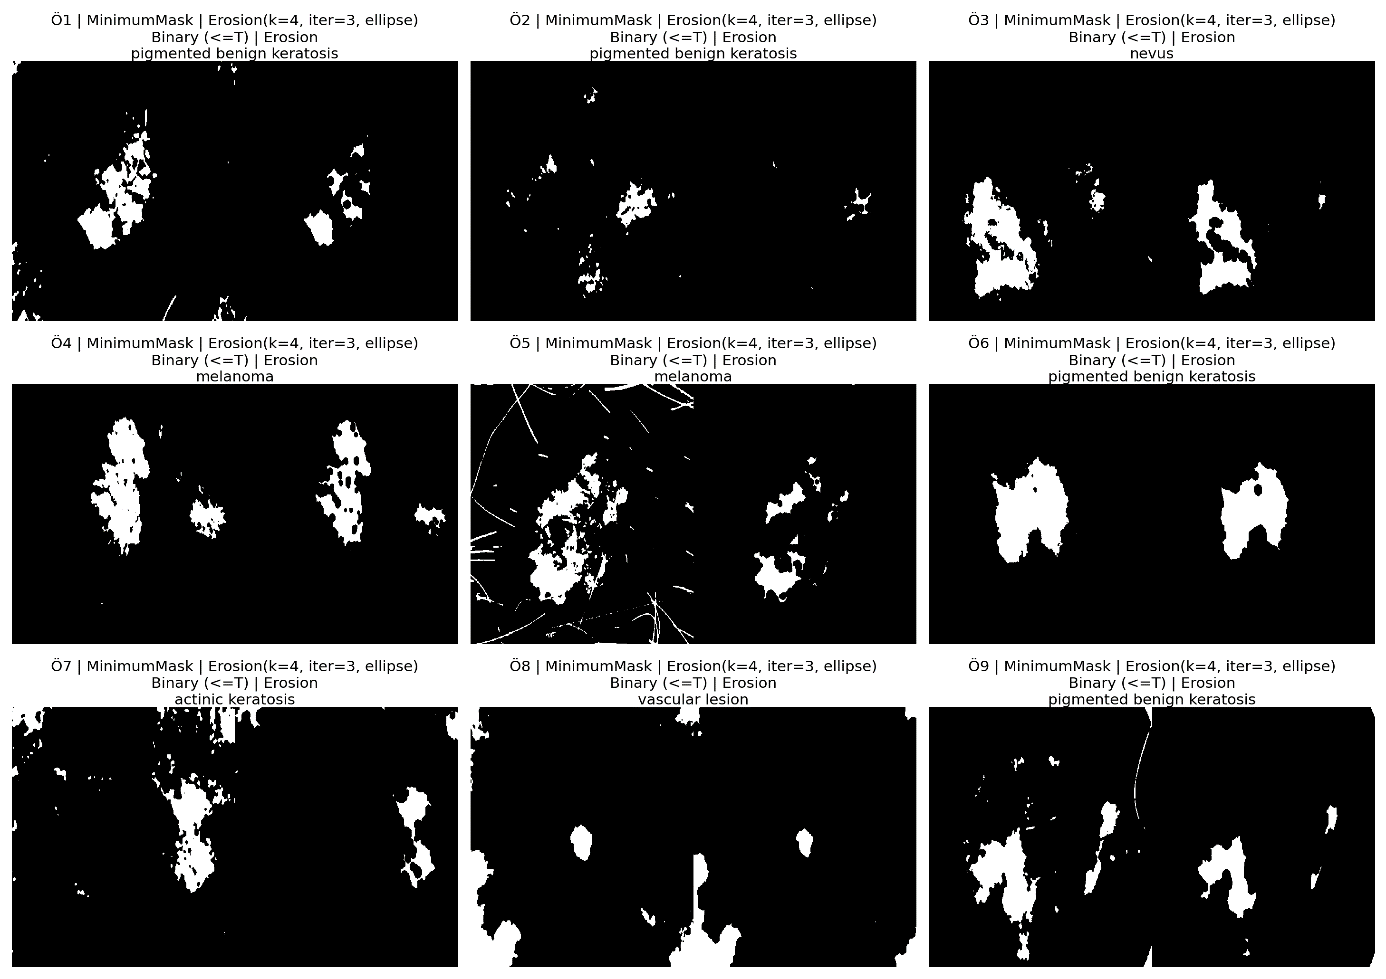 Ö1 | MinimumMask | Erosion(k=4, iter=3, ellipse)
Binary (<=T) | Erosion
pigmented benign keratosis
Ö2 | MinimumMask | Erosion(k=4, iter=3, ellipse)
Binary (<=T) | Erosion
pigmented benign keratosis
Ö3 | MinimumMask | Erosion(k=4, iter=3, ellipse)
Binary (<=T) | Erosion
nevus
Ö4 | MinimumMask | Erosion(k=4, iter=3, ellipse)
Binary (<=T) | Erosion
melanoma
Ö5 | MinimumMask | Erosion(k=4, iter=3, ellipse)
Binary (<=T) | Erosion
melanoma
Ö6 | MinimumMask | Erosion(k=4, iter=3, ellipse)
Binary (<=T) | Erosion
pigmented benign keratosis
Ö7 | MinimumMask | Erosion(k=4, iter=3, ellipse)
Binary (<=T) | Erosion
actinic keratosis
Ö8 | MinimumMask | Erosion(k=4, iter=3, ellipse)
Binary (<=T) | Erosion
vascular lesion
Ö9 | MinimumMask | Erosion(k=4, iter=3, ellipse)
Binary (<=T) | Erosion
pigmented benign keratosis